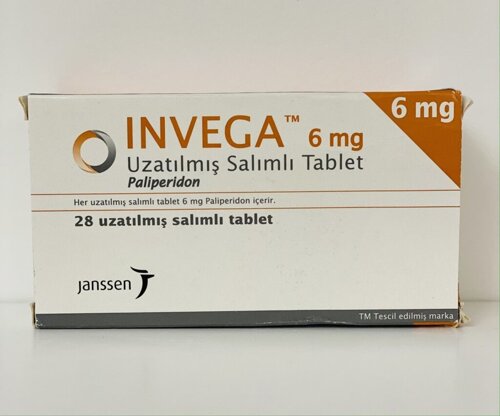 INVEGA™ 6 mg
6 mg
Uzatılmış Salımlı Tablet
Paliperidon
Her uzatılmış salımlı tablet 6 mg Paliperidon içerir.
28 uzatılmış salımlı tablet
janssen
TM Tescil edilmiş marka